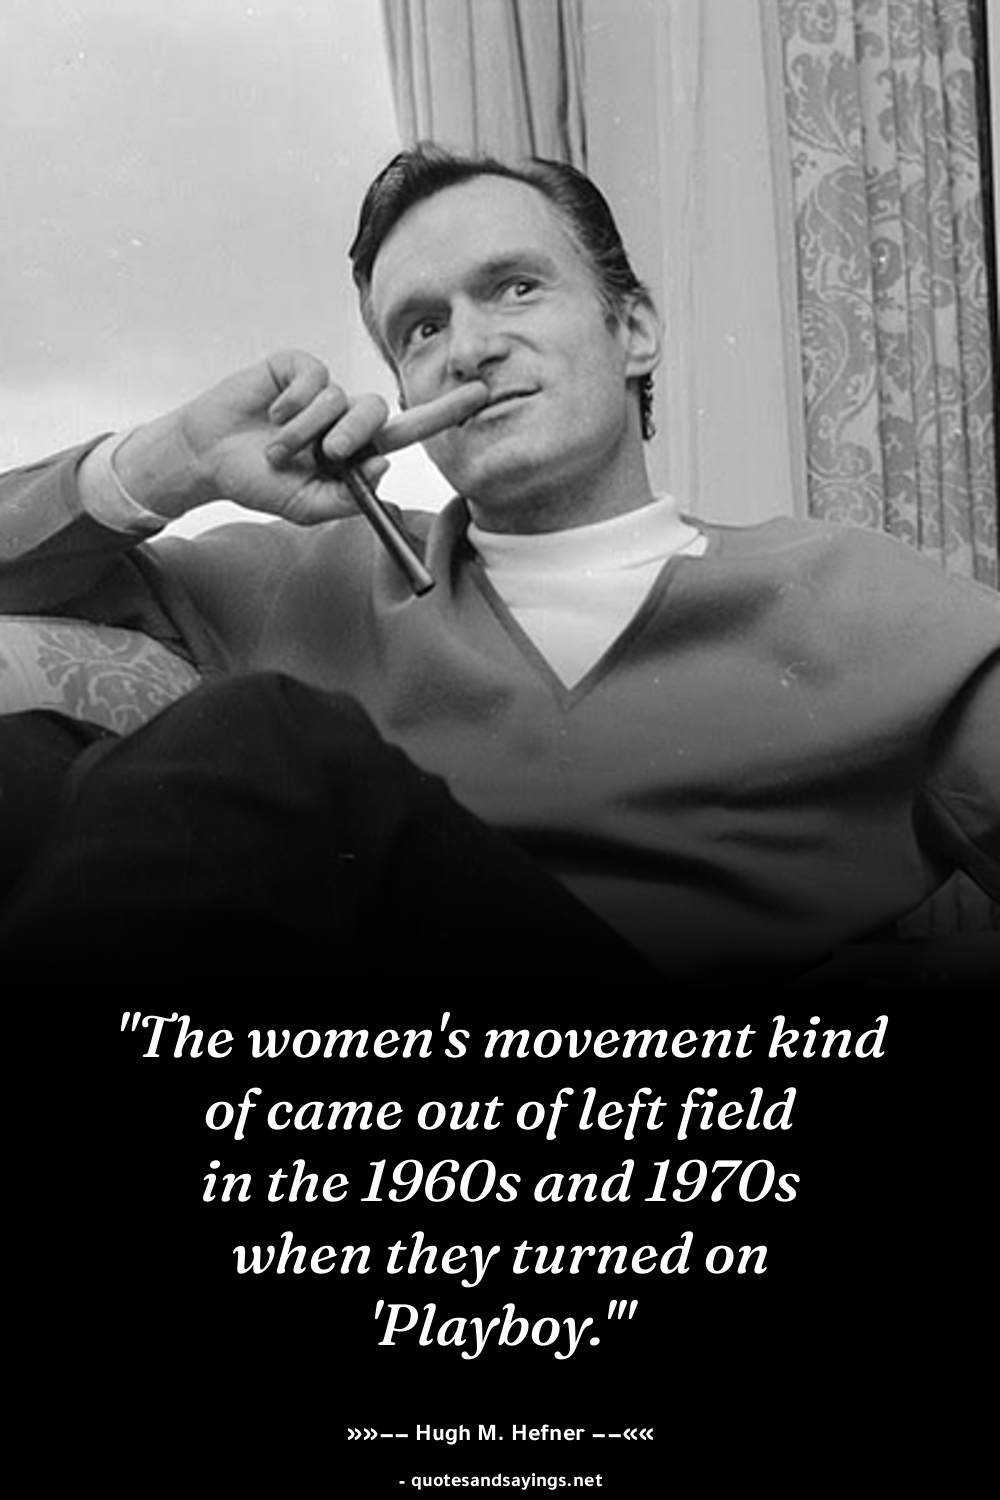 "The women's movement kind
of came out of left field
in the 1960s and 1970s
when they turned on
'Playboy.'"
»»–– Hugh M. Hefner ––««
- quotesandsayings.net